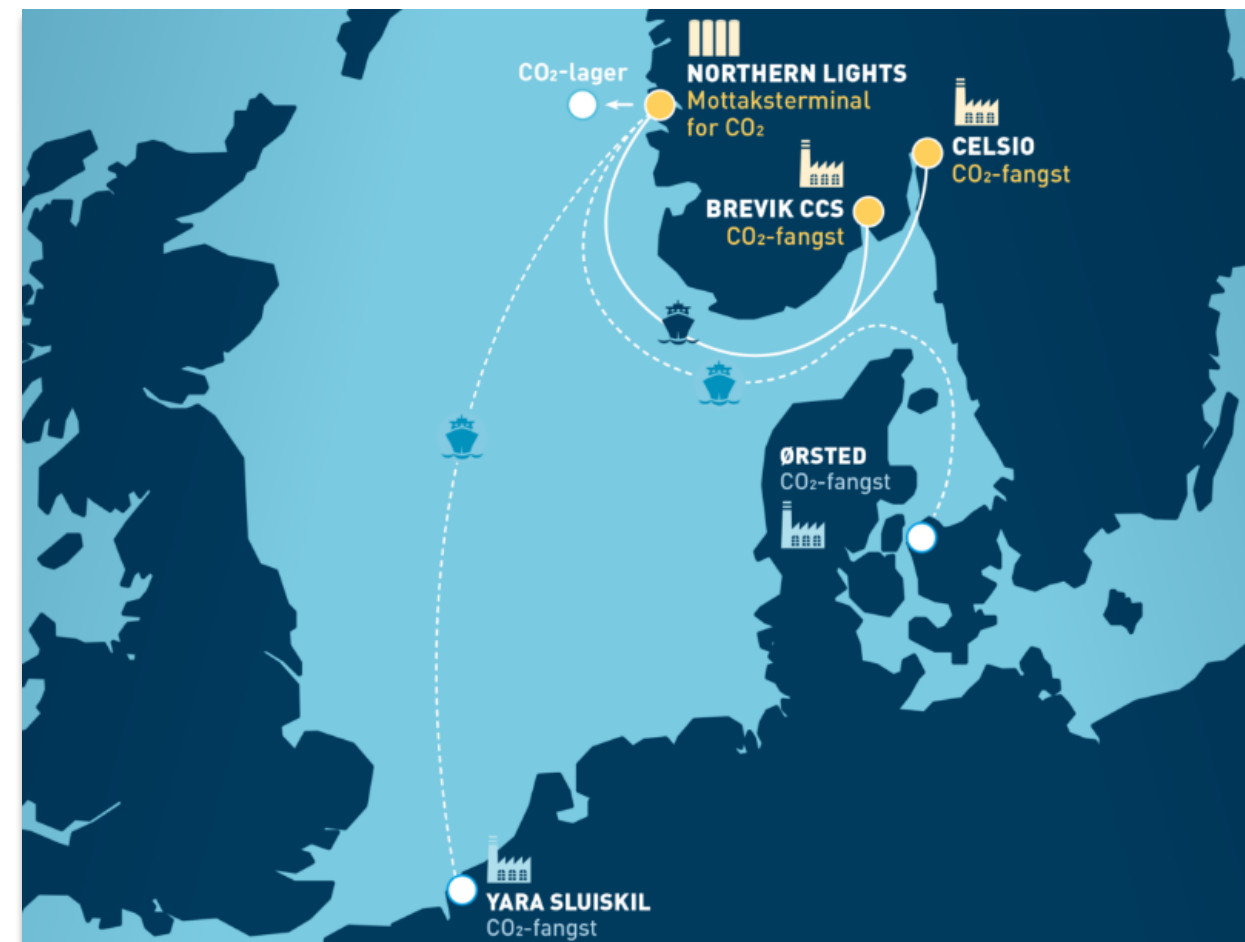 CO₂-lager
NORTHERN LIGHTS
Mottaksterminal
for CO₂
CELSIO
CO₂-fangst
BREVIK CCS
CO₂-fangst
ØRSTED
CO₂-fangst
YARA SLUISKIL
CO₂-fangst